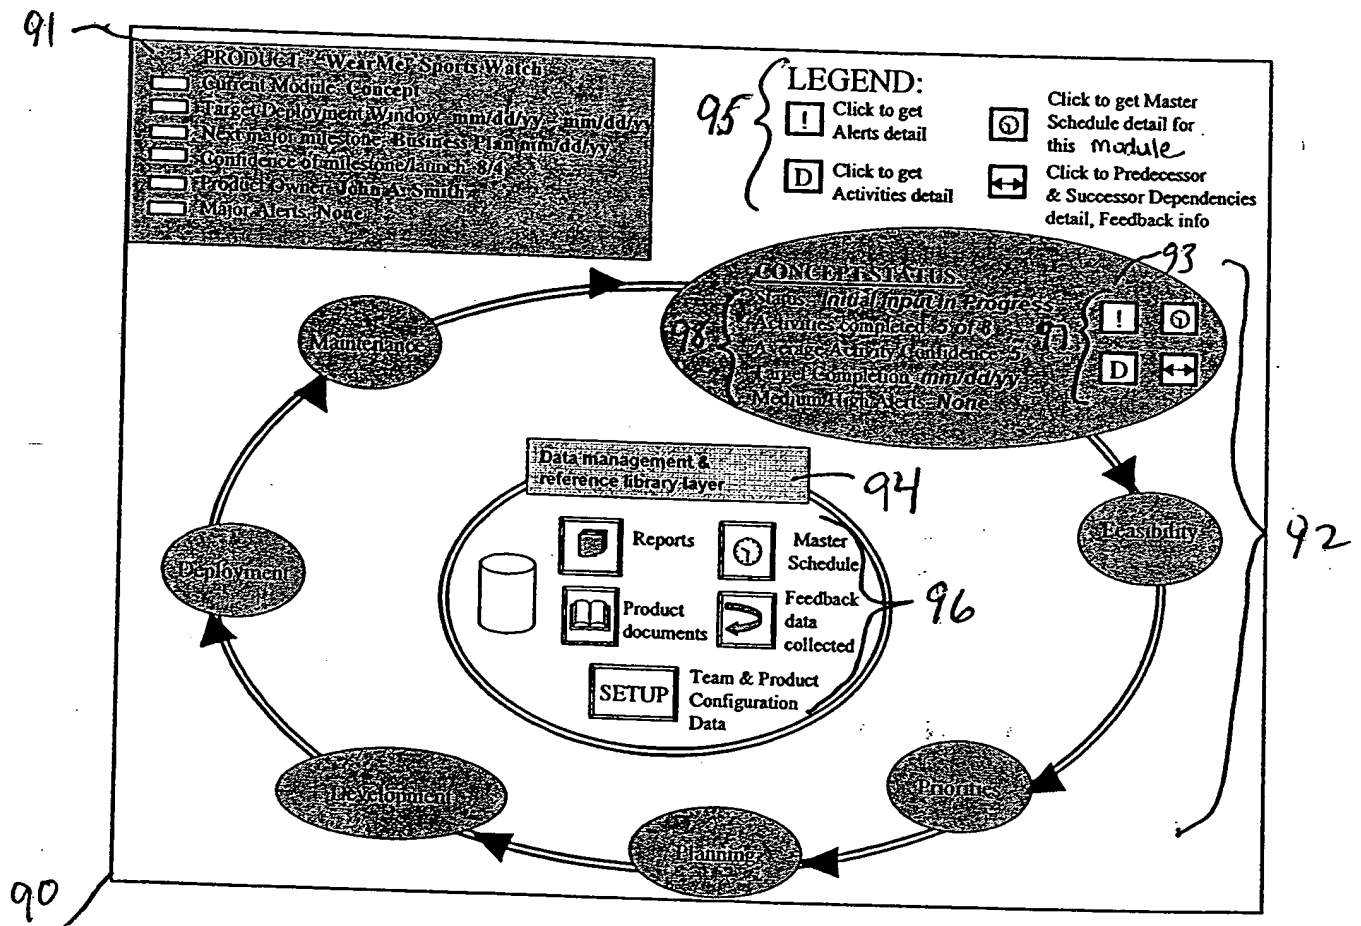 91
PRODUCT: "WearMe" Sports Watch
Current Module: Concept
Target Deployment Window: mm/dd/yy - mm/dd/yy
Next major milestone: Business Plan mm/dd/yy
Confidence of milestone/launch: 8/4
Product Owner: John A. Smith
Major Alerts: None
95
LEGEND:
! Click to get
Alerts detail
D Click to get
Activities detail
Click to get Master
Schedule detail for
this module
Click to Predecessor
& Successor Dependencies
detail, Feedback info
93
CONCEPT STATUS
Status: Initial Input In Progress
Activities completed: 5 of 8
Average Activity Confidence: 5
Target Completion: mm/dd/yy
Medium/High Alerts: None
98
97
!
D
Maintenance
Data management &
reference library layer
94
Feasibility
92
Reports
Master
Schedule
Deployment
Product
documents
Feedback
data
collected
96
SETUP
Team & Product
Configuration
Data
Development
Priorities
Planning
90